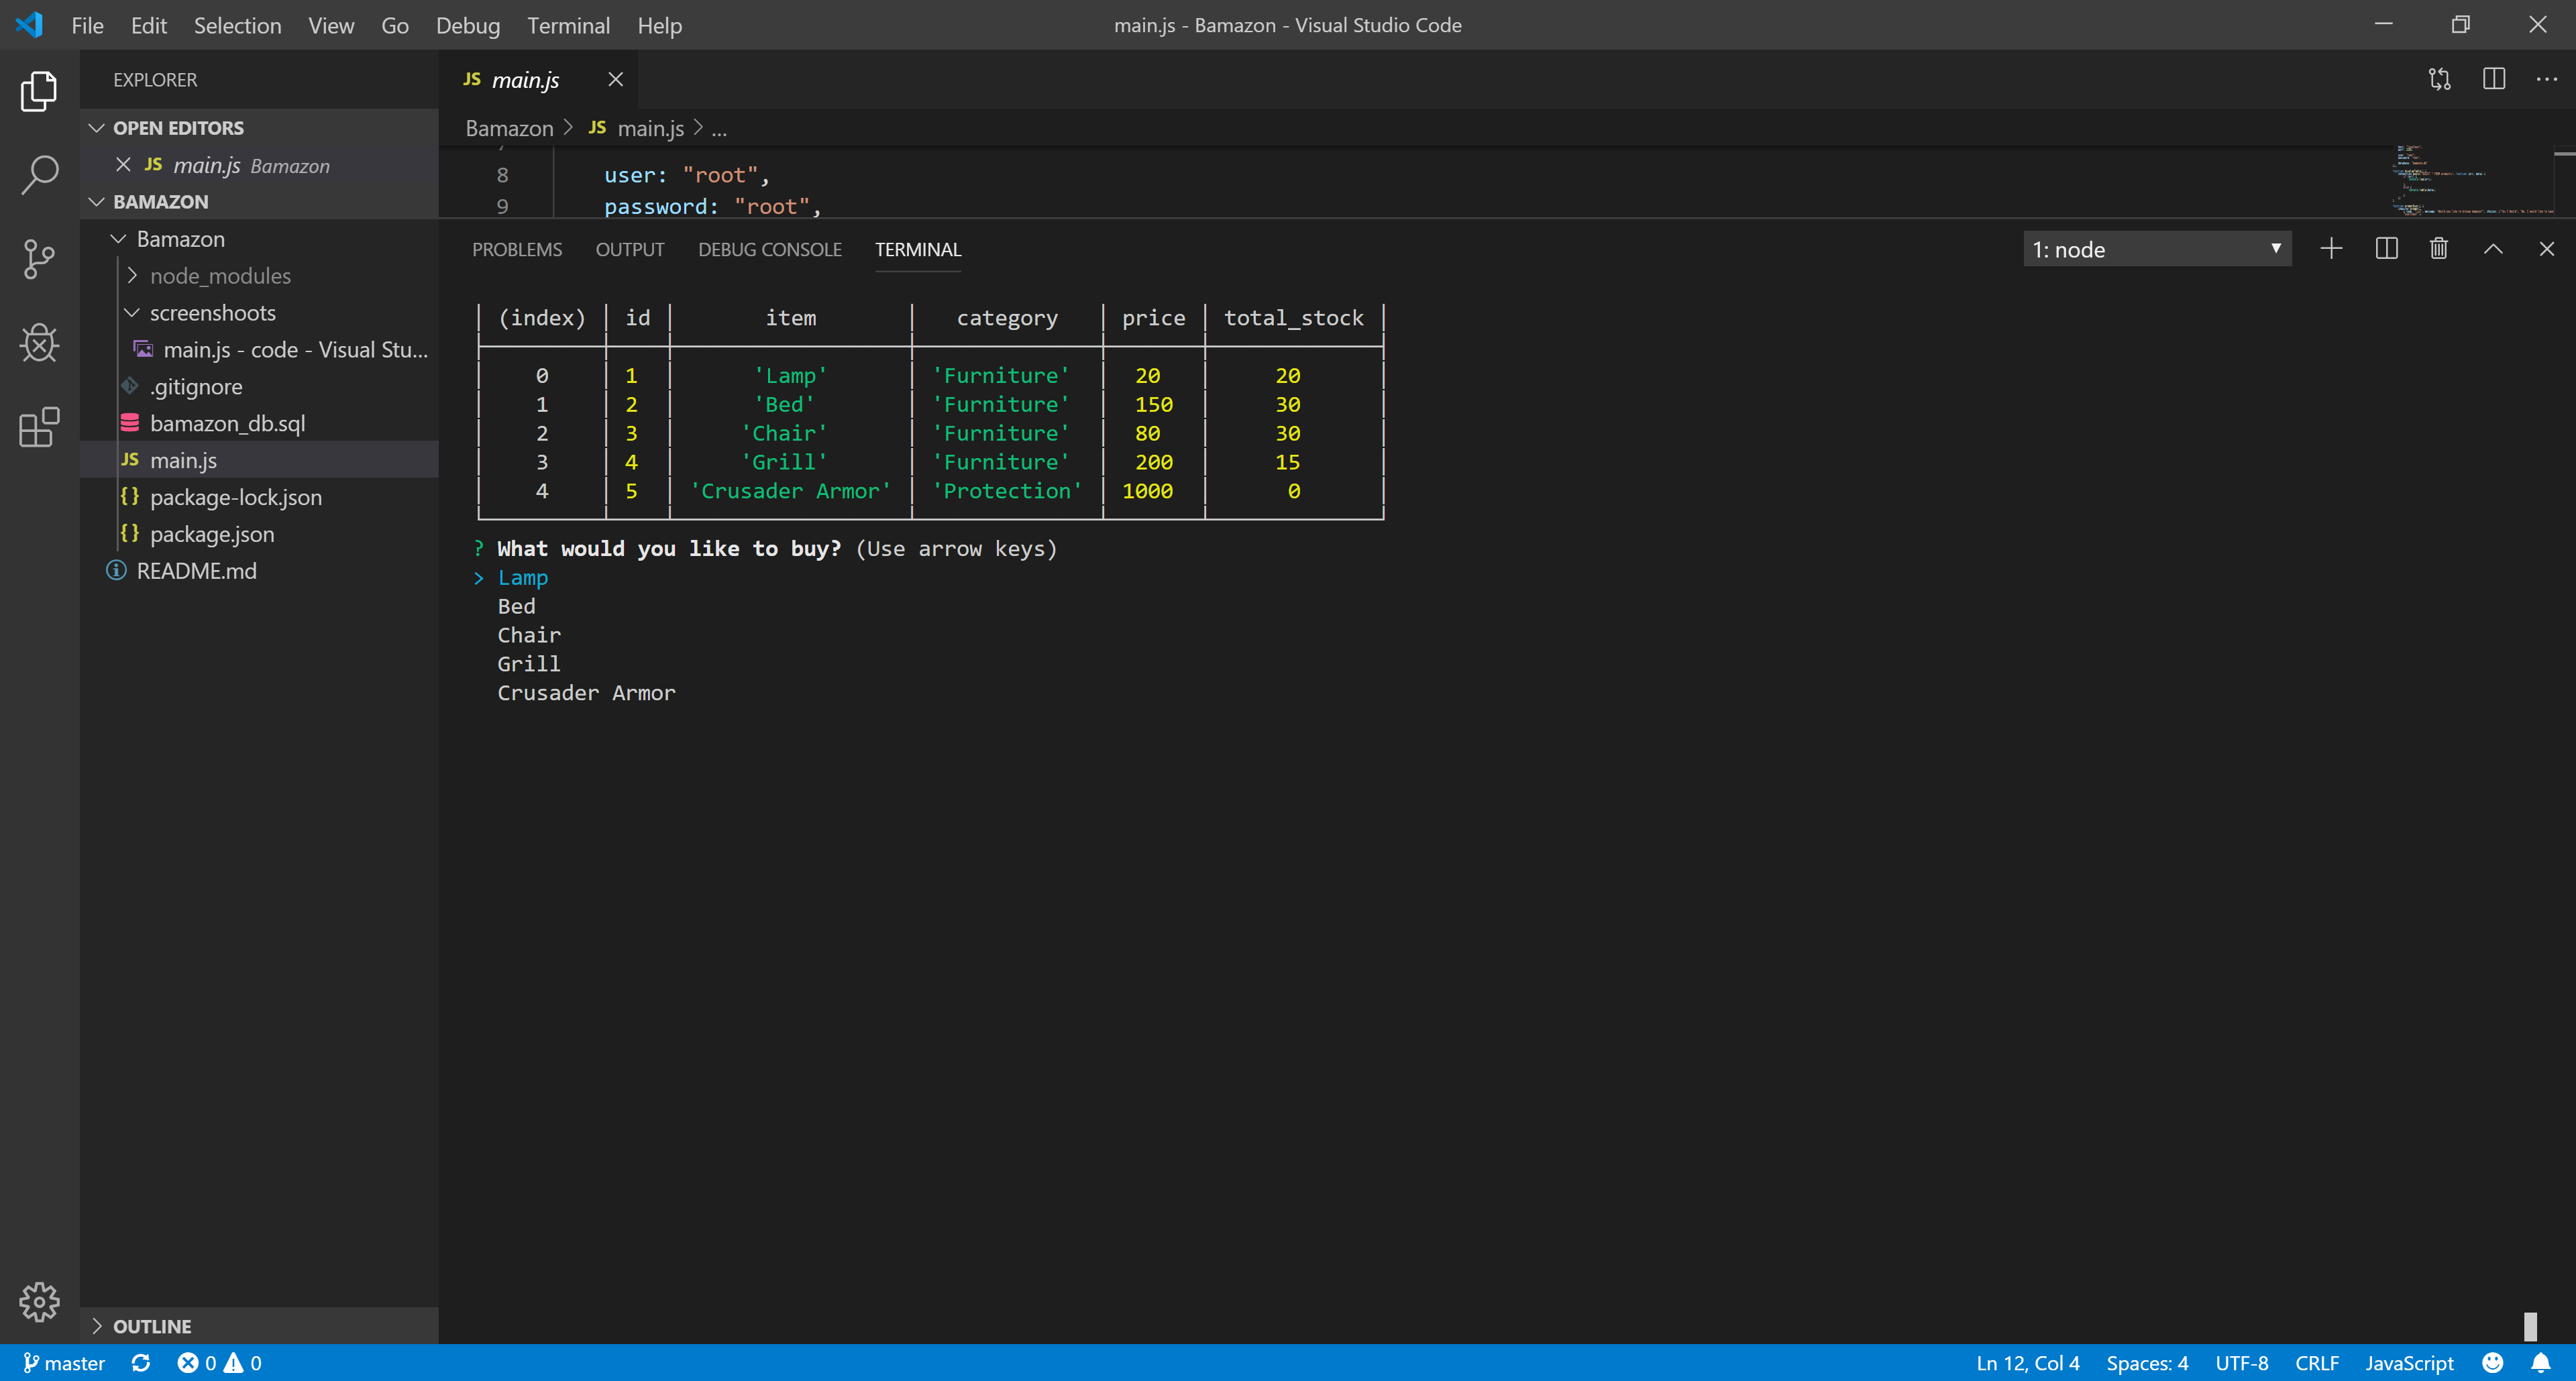 File Edit Selection View Go Debug Terminal Help
main.js - Bamazon - Visual Studio Code
EXPLORER
OPEN EDITORS
JS main.js Bamazon
BAMAZON
Bamazon
node_modules
screenshoots
main.js - code - Visual Stu...
.gitignore
bamazon_db.sql
JS main.js
{} package-lock.json
{} package.json
README.md
OUTLINE
JS main.js
Bamazon > JS main.js > ...
8 user: "root",
9 password: "root",
PROBLEMS OUTPUT DEBUG CONSOLE TERMINAL
1: node
(index) id item category price total_stock
0 1 'Lamp' 'Furniture' 20 20
1 2 'Bed' 'Furniture' 150 30
2 3 'Chair' 'Furniture' 80 30
3 4 'Grill' 'Furniture' 200 15
4 5 'Crusader Armor' 'Protection' 1000 0
? What would you like to buy? (Use arrow keys)
> Lamp
Bed
Chair
Grill
Crusader Armor
master 0 0
Ln 12, Col 4 Spaces: 4 UTF-8 CRLF JavaScript